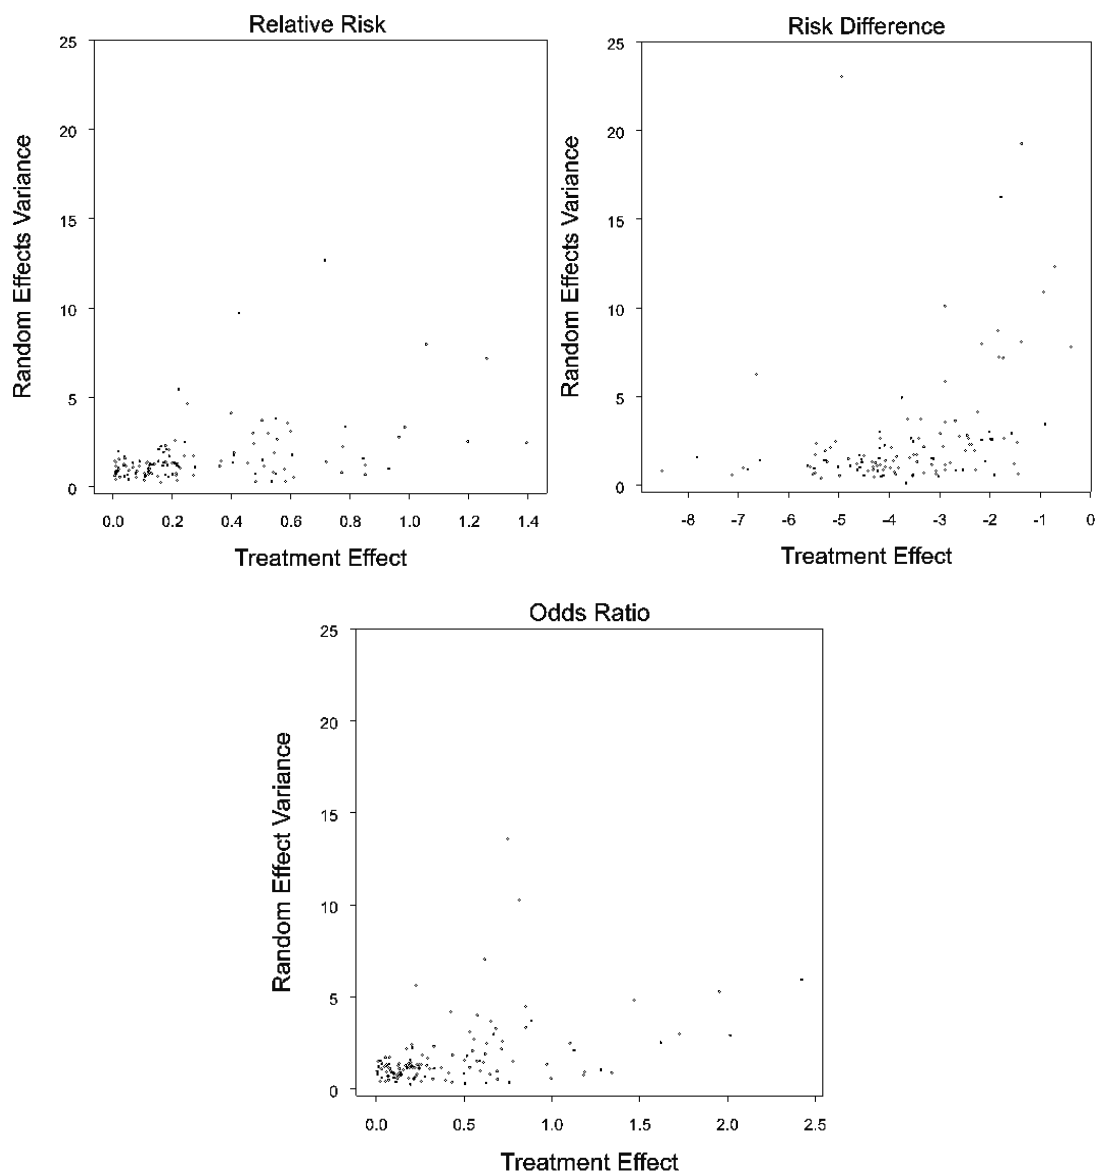 Relative Risk
25
20
15
10
5
0
Random Effects Variance
0.0 0.2 0.4 0.6 0.8 1.0 1.2 1.4
Treatment Effect
Risk Difference
25
20
15
10
5
0
Random Effects Variance
-8 -7 -6 -5 -4 -3 -2 -1 0
Treatment Effect
Odds Ratio
25
20
15
10
5
0
Random Effect Variance
0.0 0.5 1.0 1.5 2.0 2.5
Treatment Effect